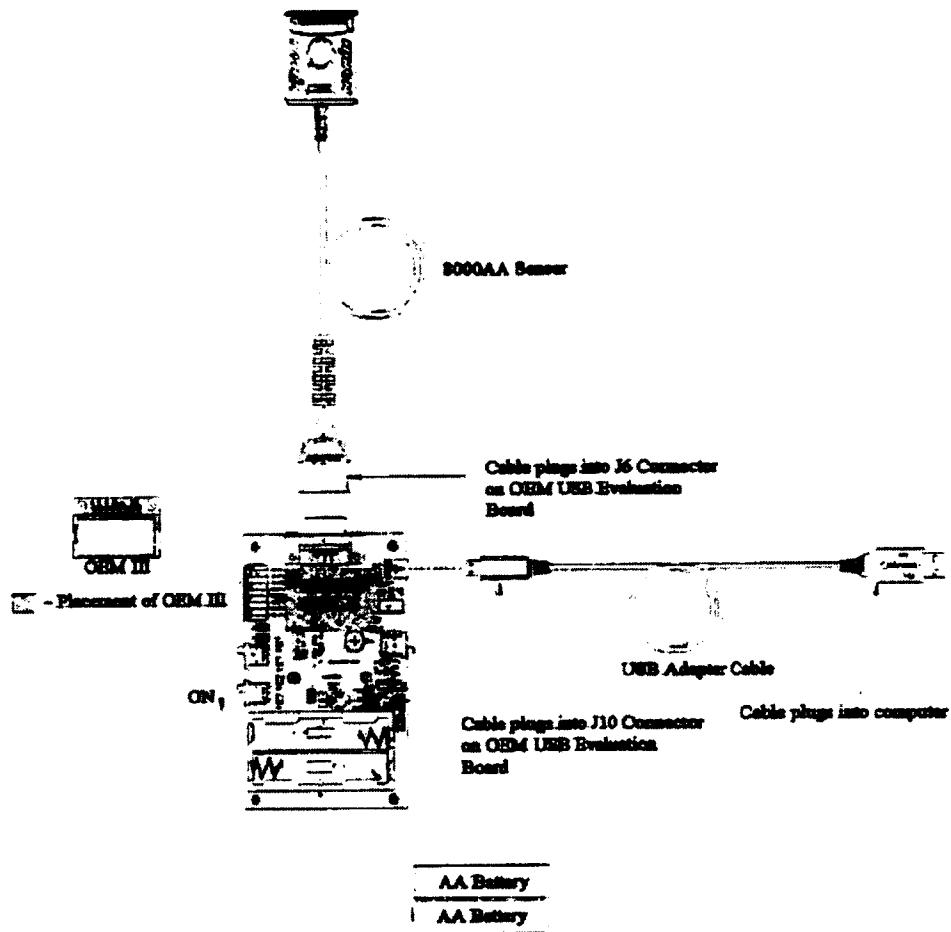 8000AA Sensor
Cable plugs into J6 Connector
on OEM USB Evaluation
Board
OEM III
- Placement of OEM III
ON
USB Adapter Cable
Cable plugs into J10 Connector
on OEM USB Evaluation
Board
Cable plugs into computer
AA Battery
AA Battery